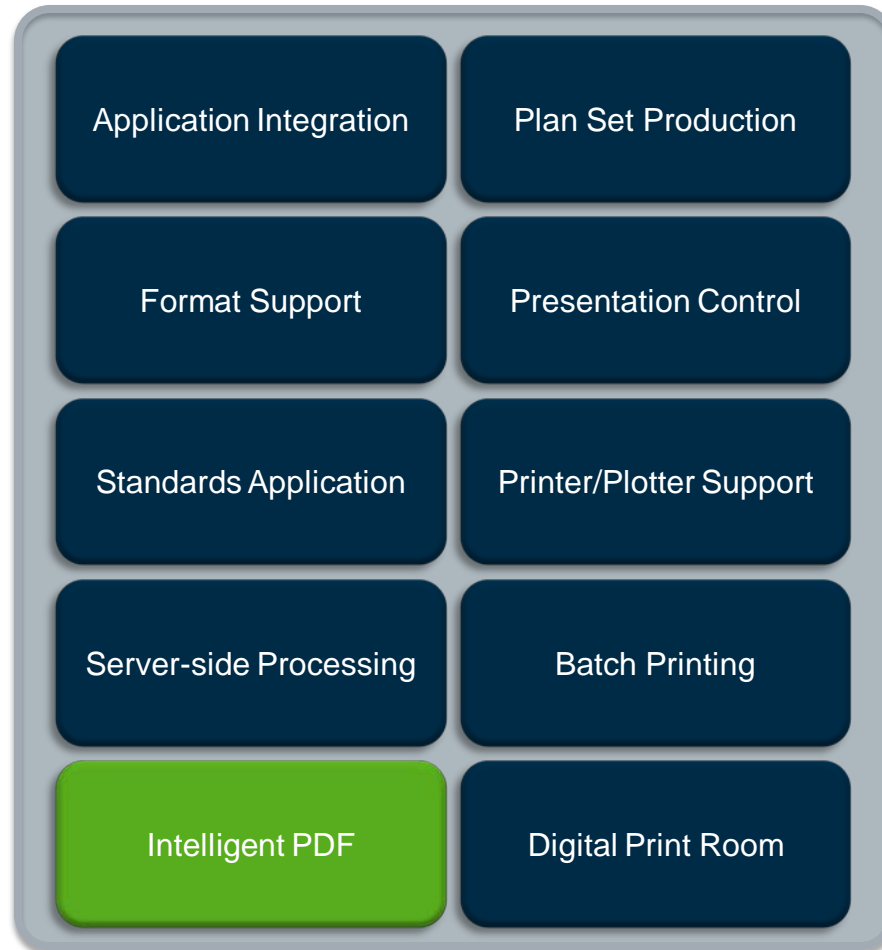 Application Integration
Plan Set Production
Format Support
Presentation Control
Standards Application
Printer/Plotter Support
Server-side Processing
Batch Printing
Intelligent PDF
Digital Print Room